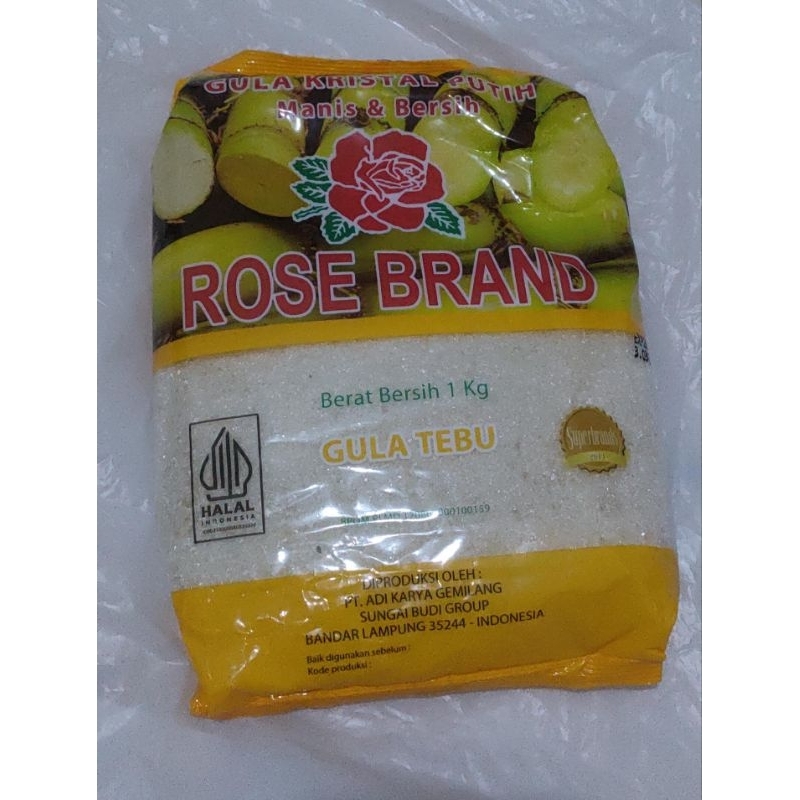 GULA KRISTAL PUTIH
Manis & Bersih
ROSE BRAND
Berat Bersih 1 Kg
GULA TEBU
Superbrands
HALAL
INDONESIA
DIPRODUKSI OLEH :
PT. ADI KARYA GEMILANG
SUNGAI BUDI GROUP
BANDAR LAMPUNG 35244 - INDONESIA
Baik digunakan sebelum :
Kode produksi :